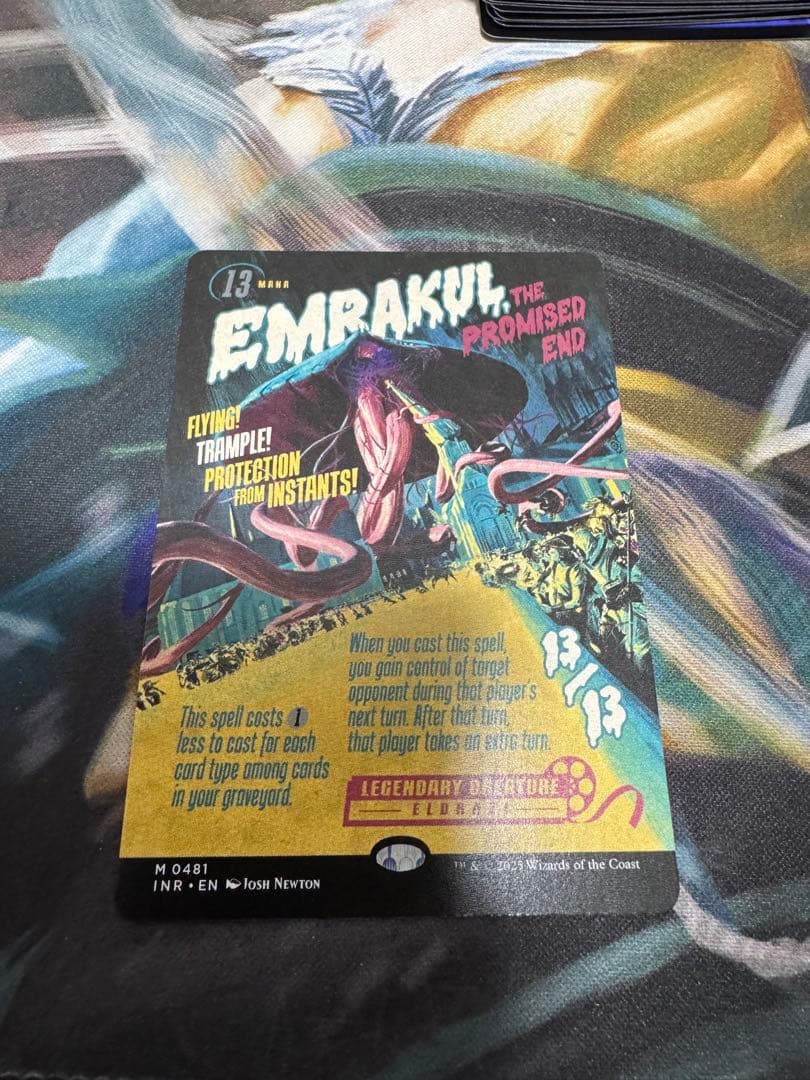 13 MANA
EMRAKUL,
THE
PROMISED
END
FLYING!
TRAMPLE!
PROTECTION
FROM INSTANTS!
This spell costs 1
less to cast for each
card type among cards
in your graveyard.
When you cast this spell,
you gain control of target
opponent during that player's
next turn. After that turn,
that player takes an extra turn.
13/13
LEGENDARY CREATURE
ELDRAZI
M 0481
INR • EN JOSH NEWTON
™ & © 2025 Wizards of the Coast